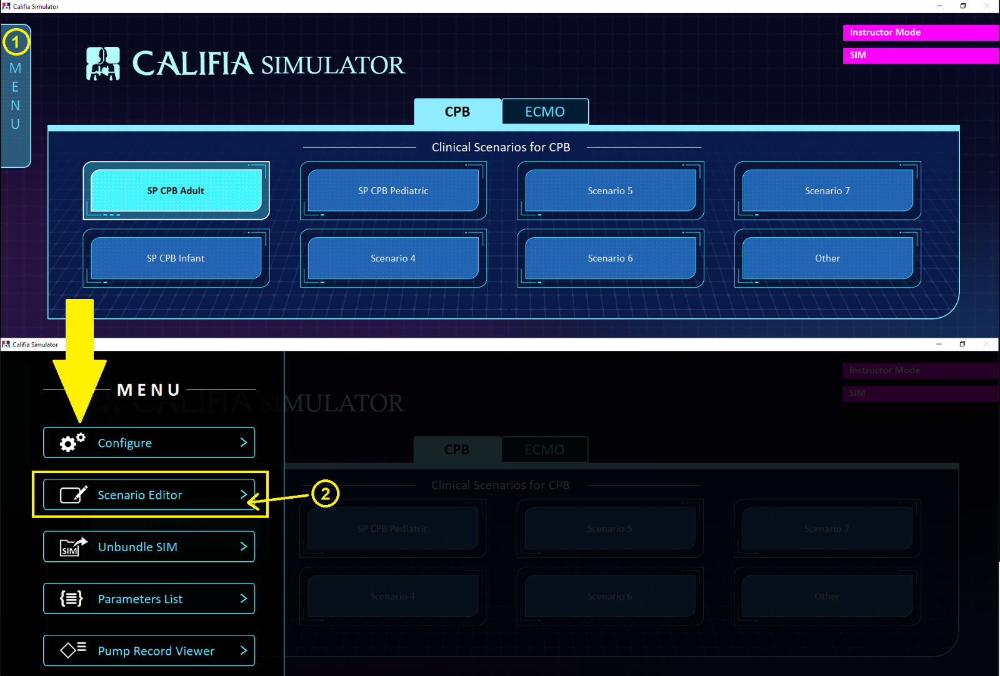 Califia Simulator
1
M
E
N
U
CALIFIA SIMULATOR
Instructor Mode
SIM
CPB
ECMO
Clinical Scenarios for CPB
SP CPB Adult
SP CPB Pediatric
Scenario 5
Scenario 7
SP CPB Infant
Scenario 4
Scenario 6
Other
Califia Simulator
MENU
CALIFIA SIMULATOR
Instructor Mode
SIM
Configure
CPB
ECMO
Clinical Scenarios for CPB
Scenario Editor
2
SP CPB Pediatric
Scenario 5
Scenario 7
SIM
Unbundle SIM
Parameters List
Scenario 4
Scenario 6
Other
Pump Record Viewer